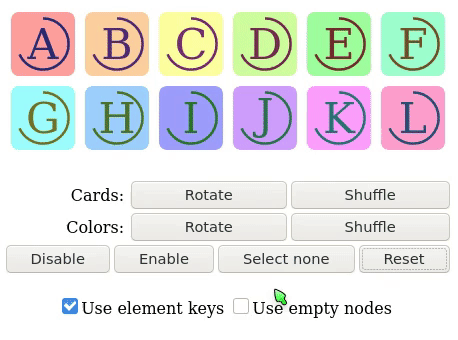 A B C D E F
G H I J K L
Cards: Rotate Shuffle
Colors: Rotate Shuffle
Disable Enable Select none Reset
Use element keys Use empty nodes